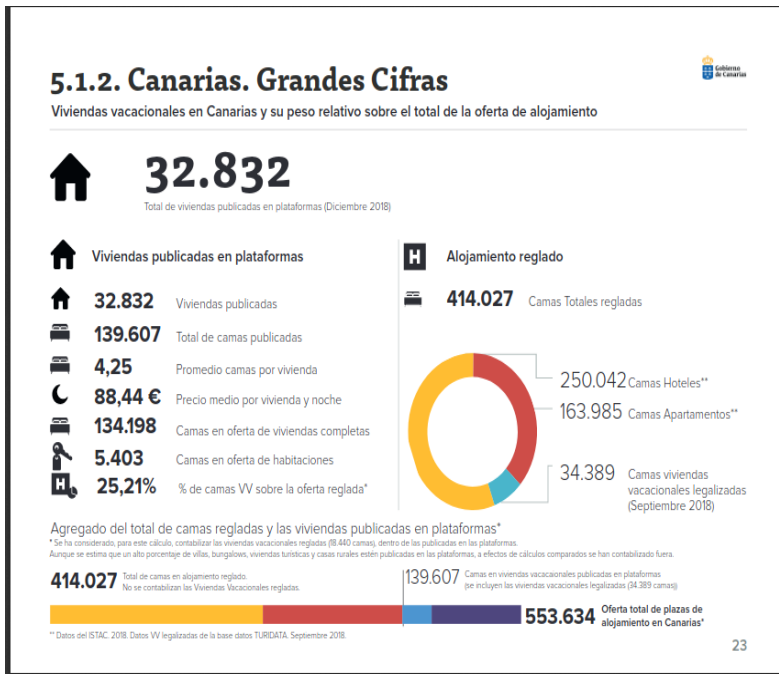 5.1.2. Canarias. Grandes Cifras
Gobierno
de Canarias
Viviendas vacacionales en Canarias y su peso relativo sobre el total de la oferta de alojamiento
32.832
Total de viviendas publicadas en plataformas (Diciembre 2018)
Viviendas publicadas en plataformas
32.832 Viviendas publicadas
139.607 Total de camas publicadas
4,25 Promedio camas por vivienda
88,44 € Precio medio por vivienda y noche
134.198 Camas en oferta de viviendas completas
5.403 Camas en oferta de habitaciones
H 25,21% % de camas VV sobre la oferta reglada*
H Alojamiento reglado
414.027 Camas Totales regladas
250.042 Camas Hoteles**
163.985 Camas Apartamentos**
34.389 Camas viviendas
vacacionales legalizadas
(Septiembre 2018)
Agregado del total de camas regladas y las viviendas publicadas en plataformas*
* Se ha considerado, para este cálculo, contabilizar las viviendas vacacionales regladas (18.440 camas), dentro de las publicadas en las plataformas.
Aunque se estima que un alto porcentaje de villas, bungalows, viviendas turísticas y casas rurales estén publicadas en las plataformas, a efectos de cálculos comparados se han contabilizado fuera.
414.027 Total de camas en alojamiento reglado.
No se contabilizan las Viviendas Vacacionales regladas.
139.607 Camas en viviendas vacacaionales publicadas en plataformas
(se incluyen las viviendas vacacionales legalizadas (34.389 camas))
553.634 Oferta total de plazas de
alojamiento en Canarias*
** Datos del ISTAC. 2018. Datos VV legalizadas de la base datos TURIDATA. Septiembre 2018.
23